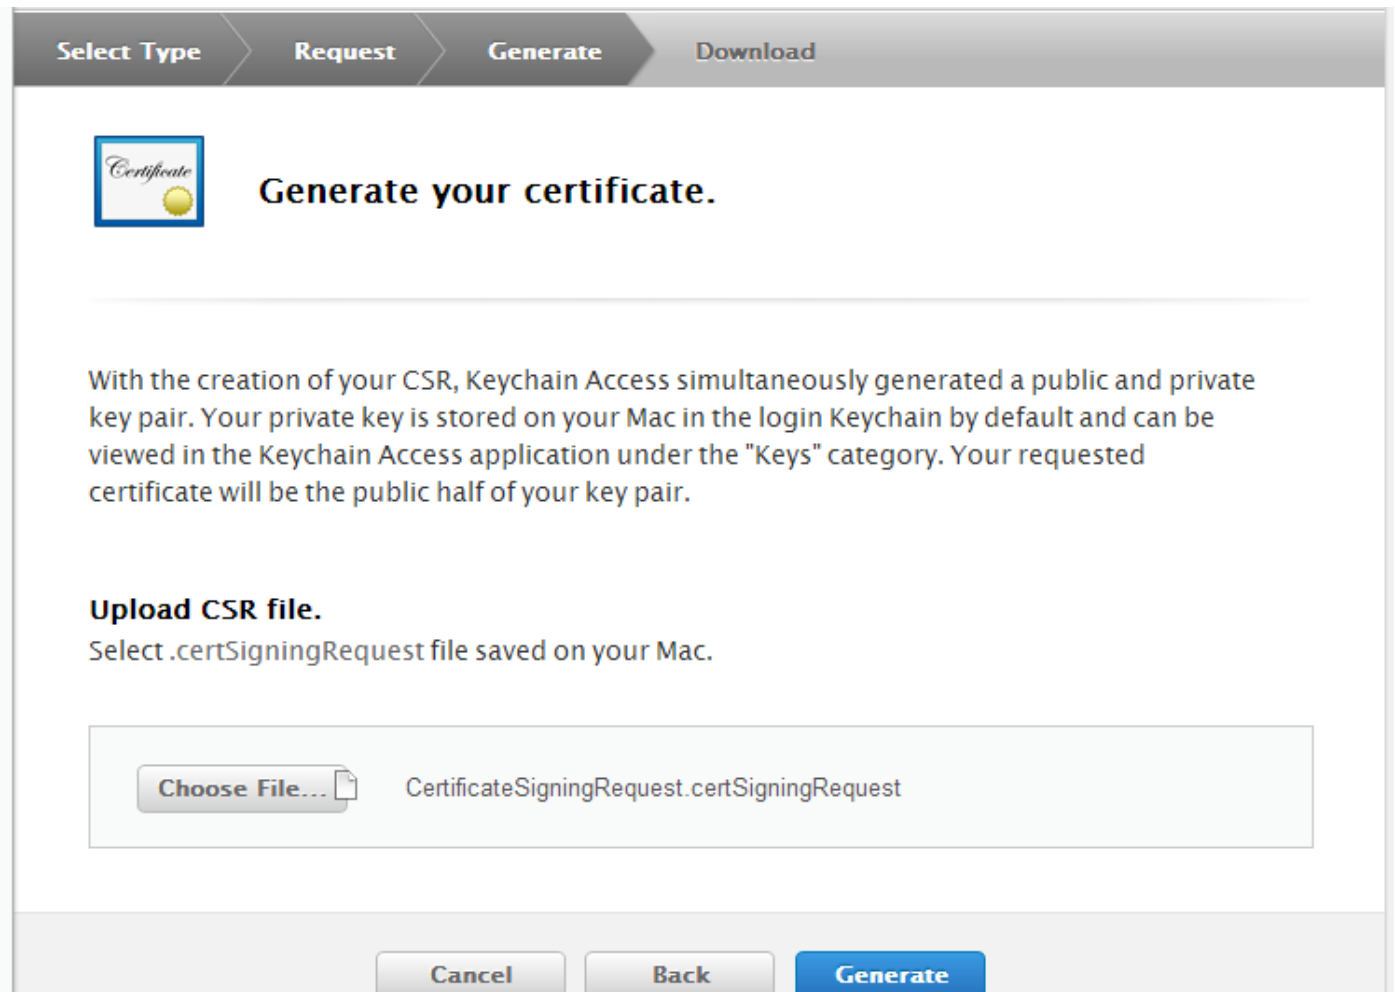 Select Type
Request
Generate
Download
Certificate
Generate your certificate.
With the creation of your CSR, Keychain Access simultaneously generated a public and private
key pair. Your private key is stored on your Mac in the login Keychain by default and can be
viewed in the Keychain Access application under the "Keys" category. Your requested
certificate will be the public half of your key pair.
Upload CSR file.
Select .certSigningRequest file saved on your Mac.
Choose File...
CertificateSigningRequest.certSigningRequest
Cancel
Back
Generate